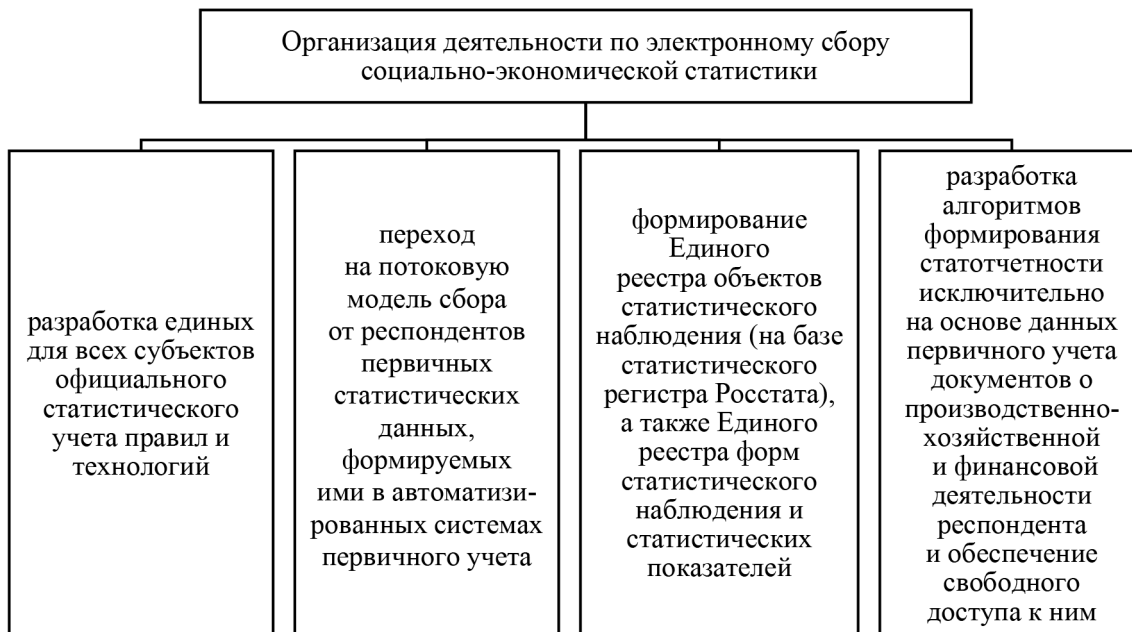 Организация деятельности по электронному сбору
социально-экономической статистики
разработка единых
для всех субъектов
официального
статистического
учета правил и
технологий
переход
на потоковую
модель сбора
от респондентов
первичных
статистических
данных,
формируемых
ими в автоматизи-
рованных системах
первичного учета
формирование
Единого
реестра объектов
статистического
наблюдения (на базе
статистического
регистра Росстата),
а также Единого
реестра форм
статистического
наблюдения и
статистических
показателей
разработка
алгоритмов
формирования
статотчетности
исключительно
на основе данных
первичного учета
документов о
производственно-
хозяйственной
и финансовой
деятельности
респондента
и обеспечение
свободного
доступа к ним